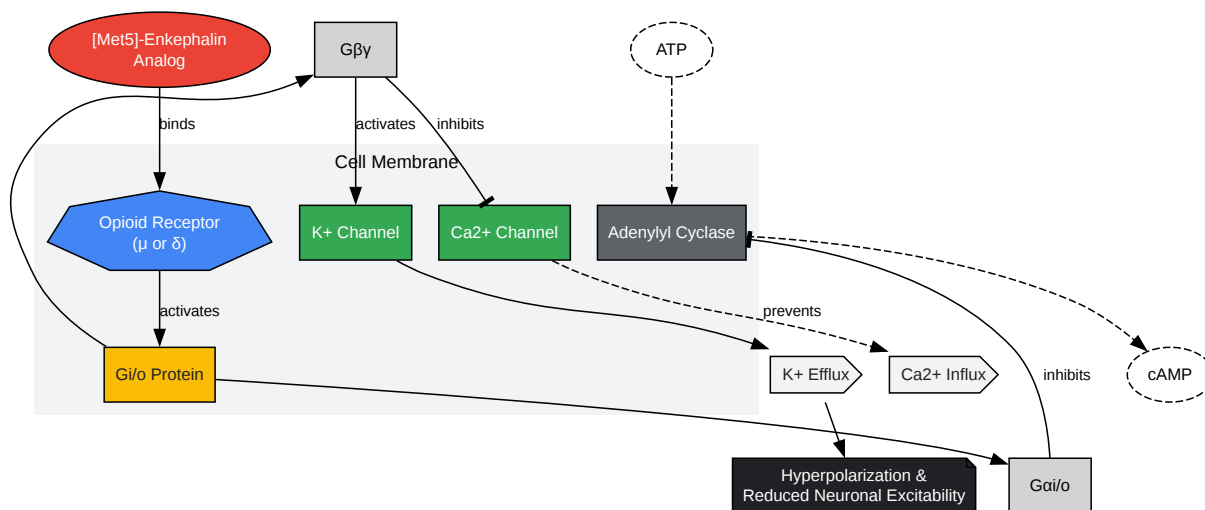 [Met5]-Enkephalin
Analog
Gβγ
ATP
binds
activates
inhibits
Cell Membrane
Opioid Receptor
(μ or δ)
K+ Channel
Ca2+ Channel
Adenylyl Cyclase
activates
prevents
Gi/o Protein
K+ Efflux
Ca2+ Influx
inhibits
cAMP
Hyperpolarization &
Reduced Neuronal Excitability
Gαi/o